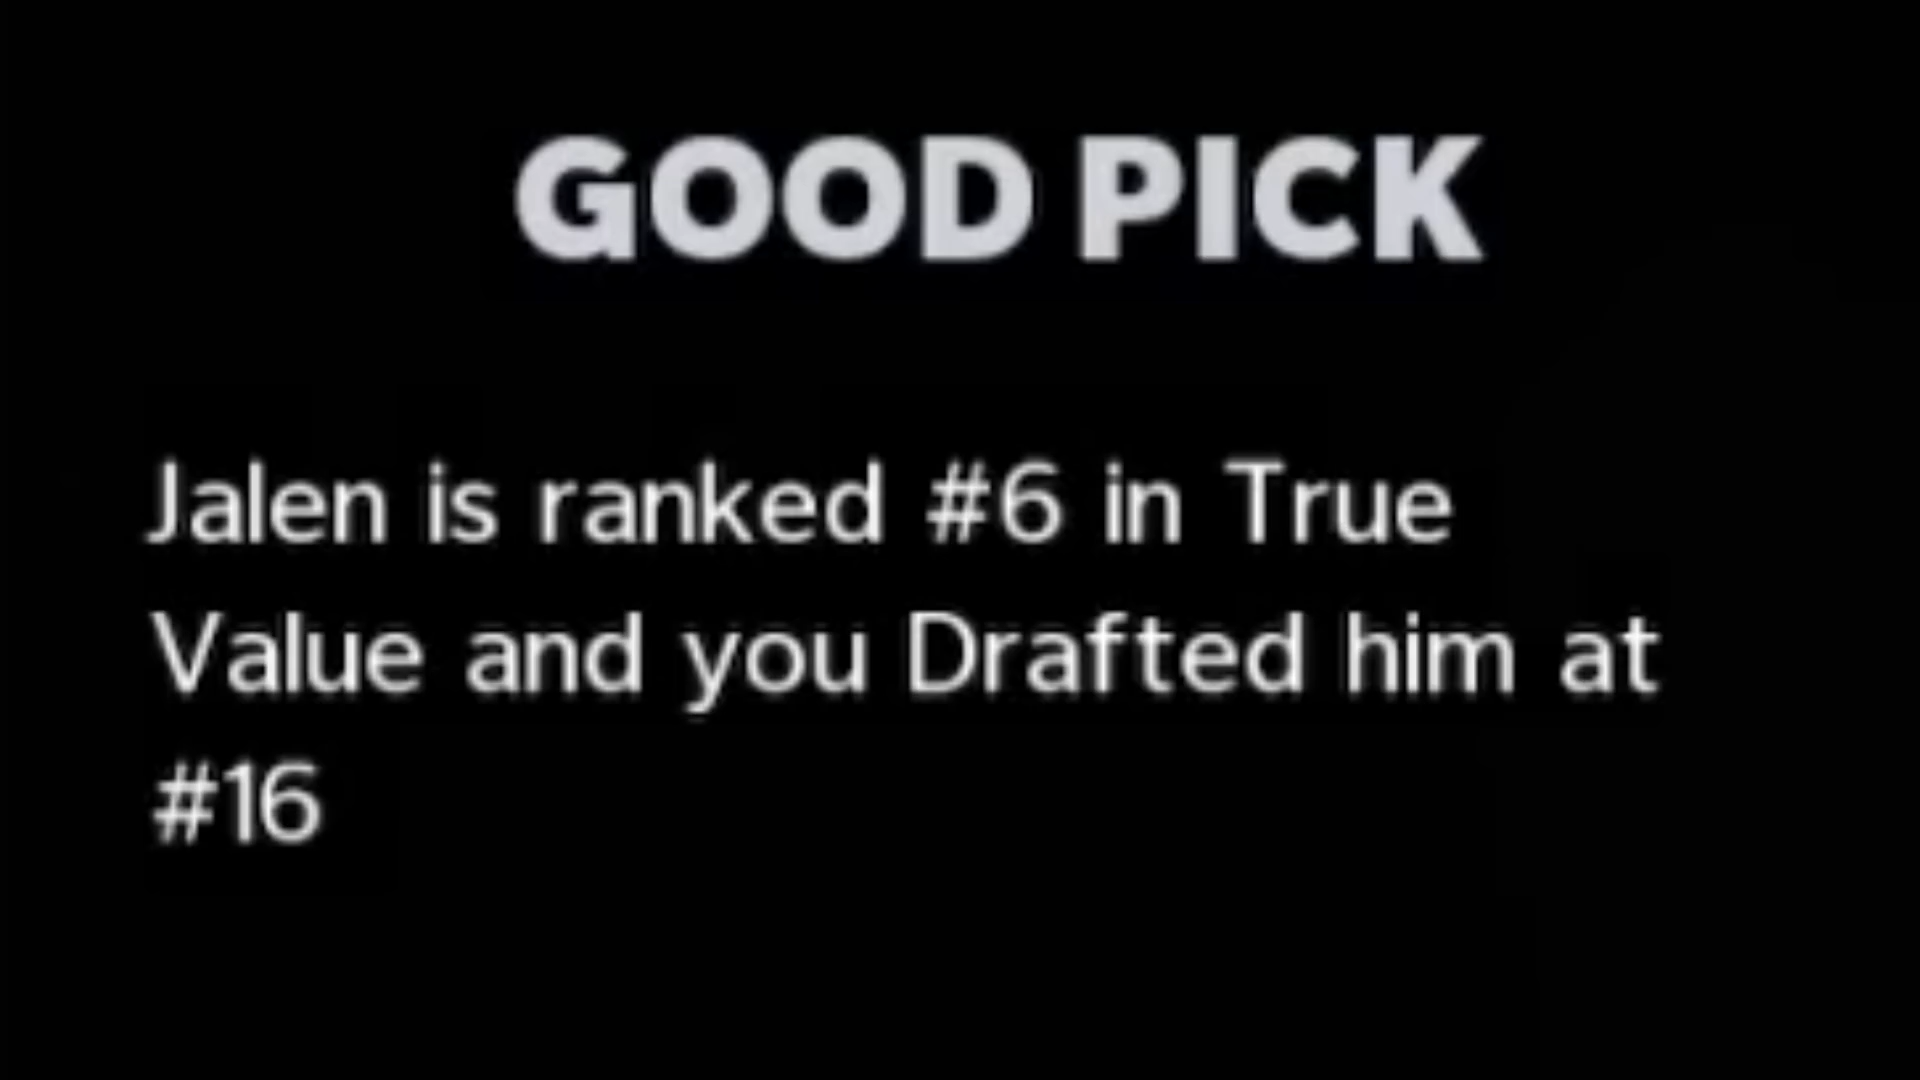 GOOD PICK
Jalen is ranked #6 in True
Value and you Drafted him at
#16